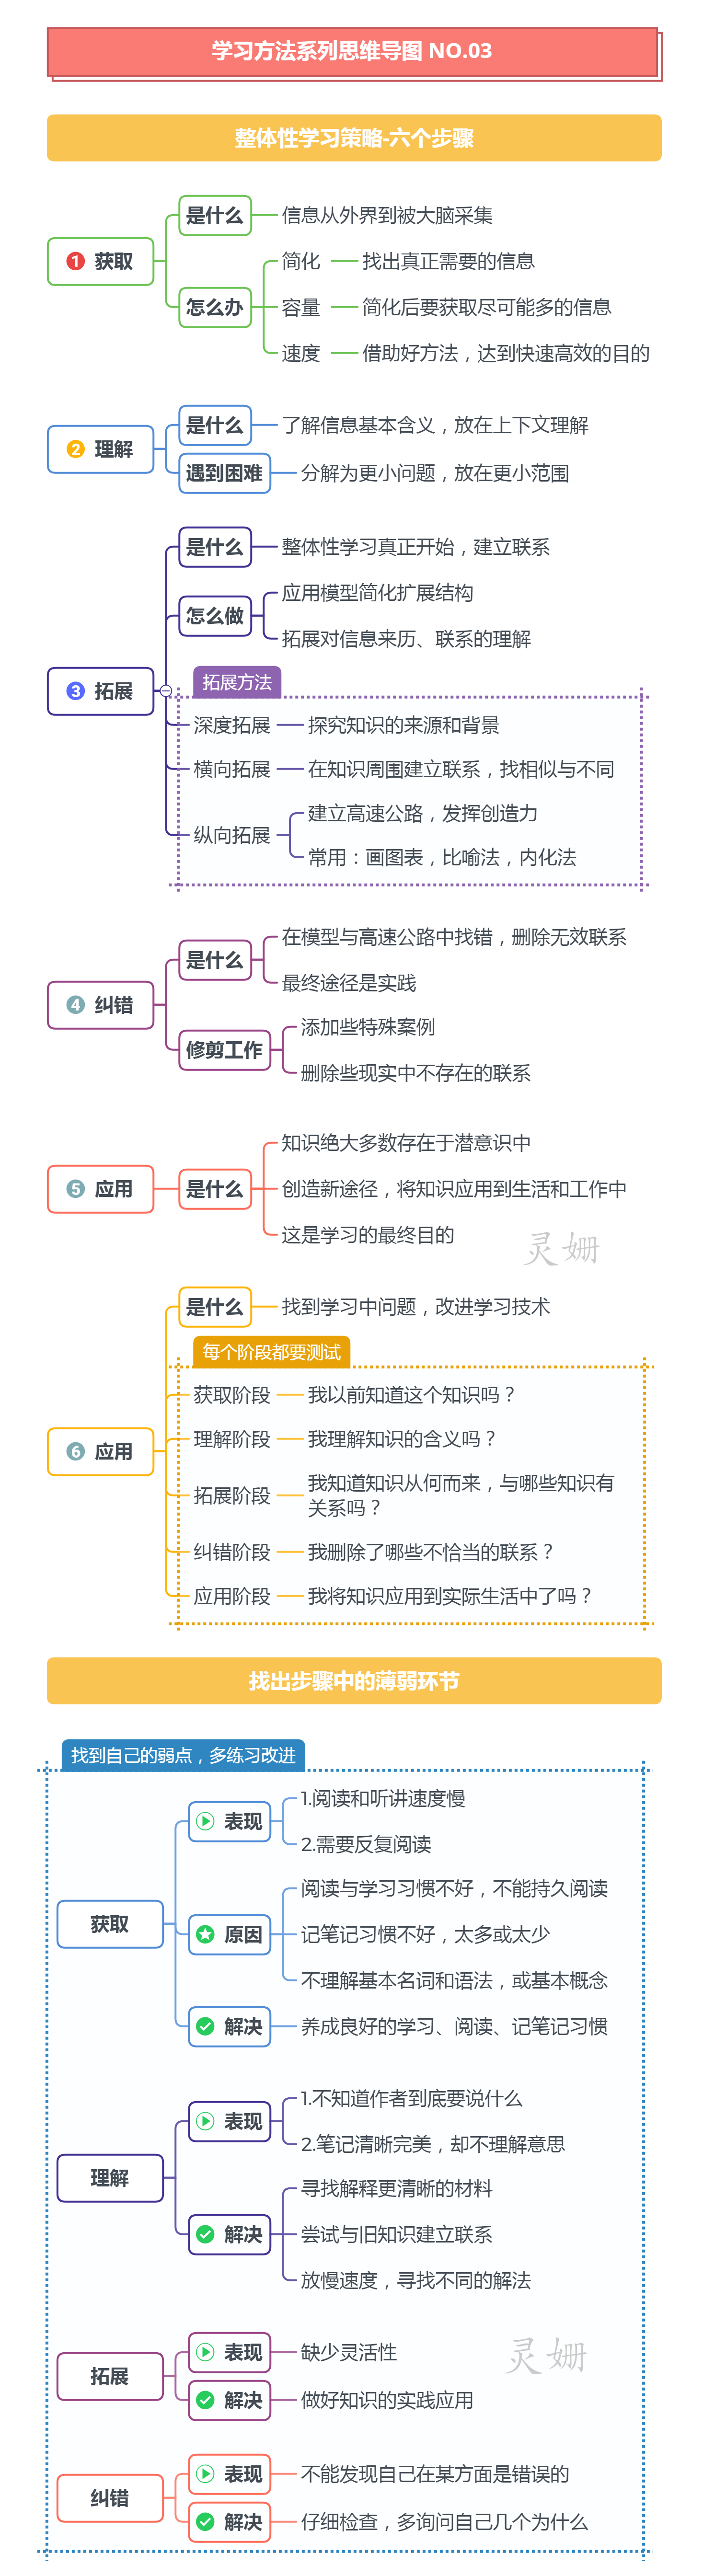 学习方法系列思维导图 NO.03
整体性学习策略-六个步骤
1 获取
是什么
信息从外界到被大脑采集
怎么办
简化
找出真正需要的信息
容量
简化后要获取尽可能多的信息
速度
借助好方法，达到快速高效的目的
2 理解
是什么
了解信息基本含义，放在上下文理解
遇到困难
分解为更小问题，放在更小范围
3 拓展
是什么
整体性学习真正开始，建立联系
怎么做
应用模型简化扩展结构
拓展对信息来历、联系的理解
拓展方法
深度拓展
探究知识的来源和背景
横向拓展
在知识周围建立联系，找相似与不同
纵向拓展
建立高速公路，发挥创造力
常用：画图表，比喻法，内化法
4 纠错
是什么
在模型与高速公路中找错，删除无效联系
最终途径是实践
修剪工作
添加些特殊案例
删除些现实中不存在的联系
5 应用
是什么
知识绝大多数存在于潜意识中
创造新途径，将知识应用到生活和工作中
这是学习的最终目的
灵姗
6 应用
是什么
找到学习中问题，改进学习技术
每个阶段都要测试
获取阶段
我以前知道这个知识吗？
理解阶段
我理解知识的含义吗？
拓展阶段
我知道知识从何而来，与哪些知识有
关系吗？
纠错阶段
我删除了哪些不恰当的联系？
应用阶段
我将知识应用到实际生活中了吗？
找出步骤中的薄弱环节
找到自己的弱点，多练习改进
获取
表现
1.阅读和听讲速度慢
2.需要反复阅读
原因
阅读与学习习惯不好，不能持久阅读
记笔记习惯不好，太多或太少
不理解基本名词和语法，或基本概念
解决
养成良好的学习、阅读、记笔记习惯
理解
表现
1.不知道作者到底要说什么
2.笔记清晰完美，却不理解意思
解决
寻找解释更清晰的材料
尝试与旧知识建立联系
放慢速度，寻找不同的解法
拓展
表现
缺少灵活性
解决
做好知识的实践应用
灵姗
纠错
表现
不能发现自己在某方面是错误的
解决
仔细检查，多询问自己几个为什么